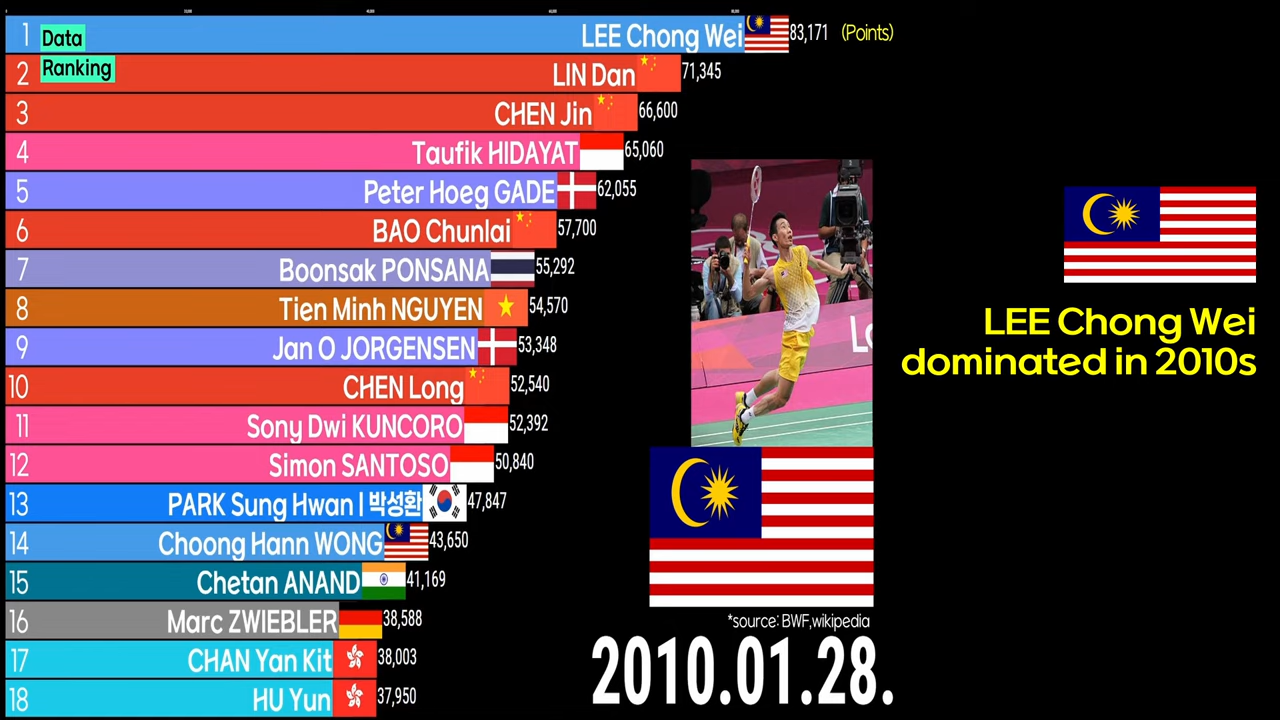 1 LEE Chong Wei 83,171 (Points)
Data
Ranking
2 LIN Dan 71,345
3 CHEN Jin 66,600
4 Taufik HIDAYAT 65,060
5 Peter Hoeg GADE 62,055
6 BAO Chunlai 57,700
7 Boonsak PONSANA 55,292
8 Tien Minh NGUYEN 54,570
9 Jan O JORGENSEN 53,348
10 CHEN Long 52,540
11 Sony Dwi KUNCORO 52,392
12 Simon SANTOSO 50,840
13 PARK Sung Hwan | 박성환 47,847
14 Choong Hann WONG 43,650
15 Chetan ANAND 41,169
16 Marc ZWIEBLER 38,588
17 CHAN Yan Kit 38,003
18 HU Yun 37,950
LEE Chong Wei
dominated in 2010s
*source: BWF,wikipedia
2010.01.28.